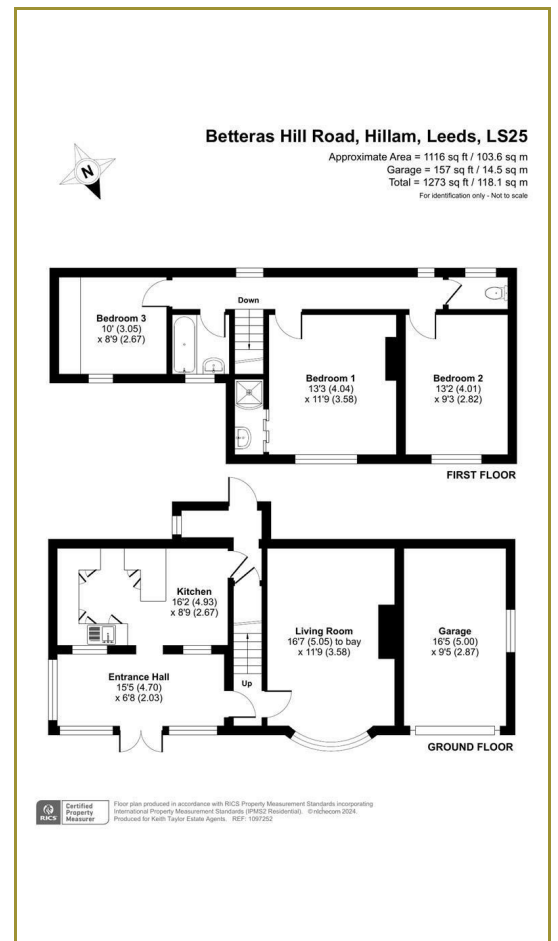 Betteras Hill Road, Hillam, Leeds, LS25
Approximate Area = 1116 sq ft / 103.6 sq m
Garage = 157 sq ft / 14.5 sq m
Total = 1273 sq ft / 118.1 sq m
For identification only - Not to scale
N
Bedroom 3
10' (3.05)
x 8'9 (2.67)
Down
Bedroom 1
13'3 (4.04)
x 11'9 (3.58)
Bedroom 2
13'2 (4.01)
x 9'3 (2.82)
FIRST FLOOR
Kitchen
16'2 (4.93)
x 8'9 (2.67)
Living Room
16'7 (5.05) to bay
x 11'9 (3.58)
Garage
16'5 (5.00)
x 9'5 (2.87)
Entrance Hall
15'5 (4.70)
x 6'8 (2.03)
Up
GROUND FLOOR
RICS
Certified
Property
Measurer
Floor plan produced in accordance with RICS Property Measurement Standards incorporating
International Property Measurement Standards (IPMS2 Residential). © nichecom 2024.
Produced for Keith Taylor Estate Agents. REF: 1097252